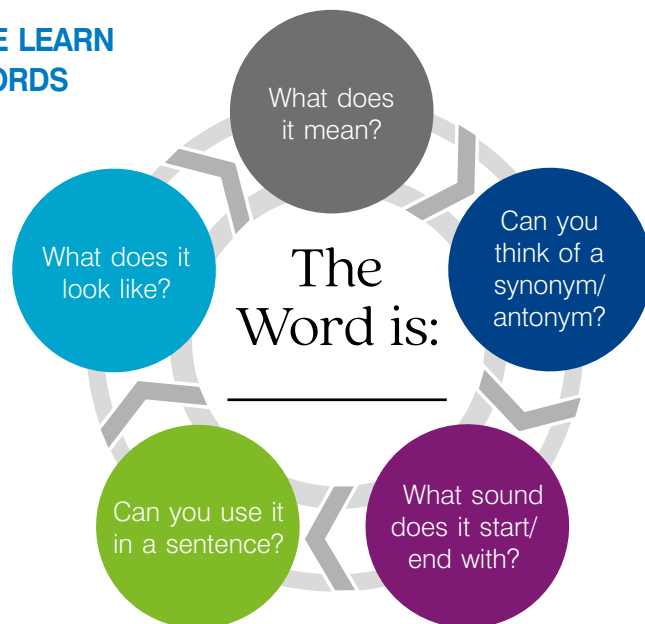 E LEARN
ORDS
What does
it mean?
Can you
think of a
synonym/
antonym?
What sound
does it start/
end with?
Can you use it
in a sentence?
What does it
look like?
The
Word is: